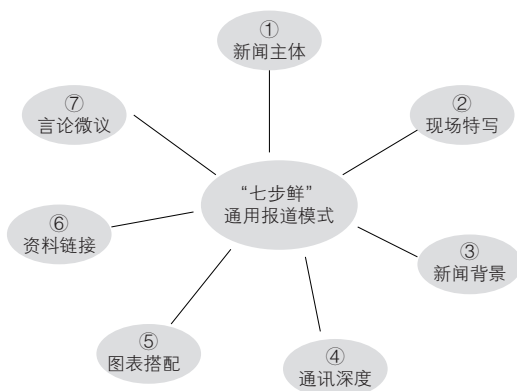 ①
新闻主体
②
现场特写
③
新闻背景
④
通讯深度
⑤
图表搭配
⑥
资料链接
⑦
言论微议
“七步鲜”
通用报道模式